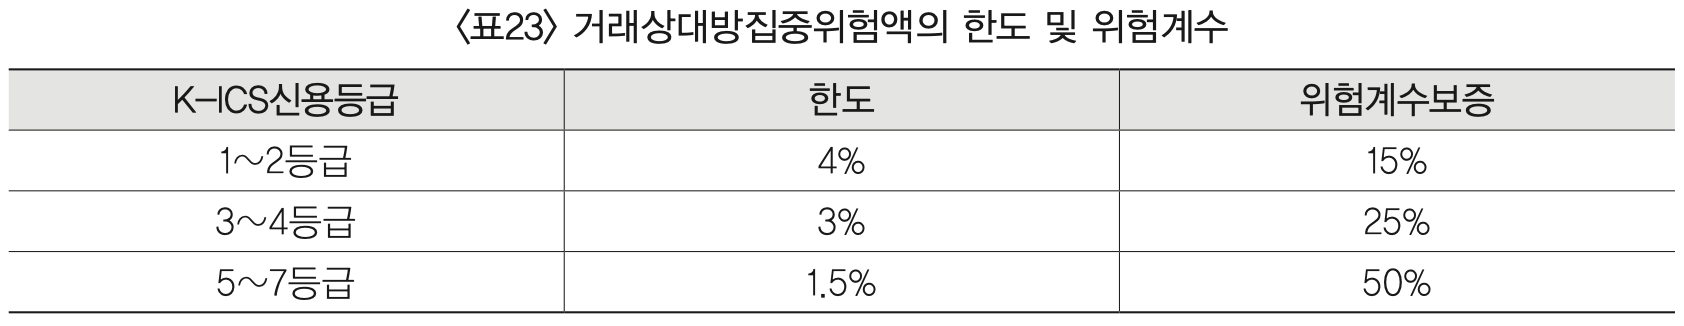 〈표23〉 거래상대방집중위험액의 한도 및 위험계수
K-ICS신용등급 한도 위험계수보증
1~2등급 4% 15%
3~4등급 3% 25%
5~7등급 1.5% 50%